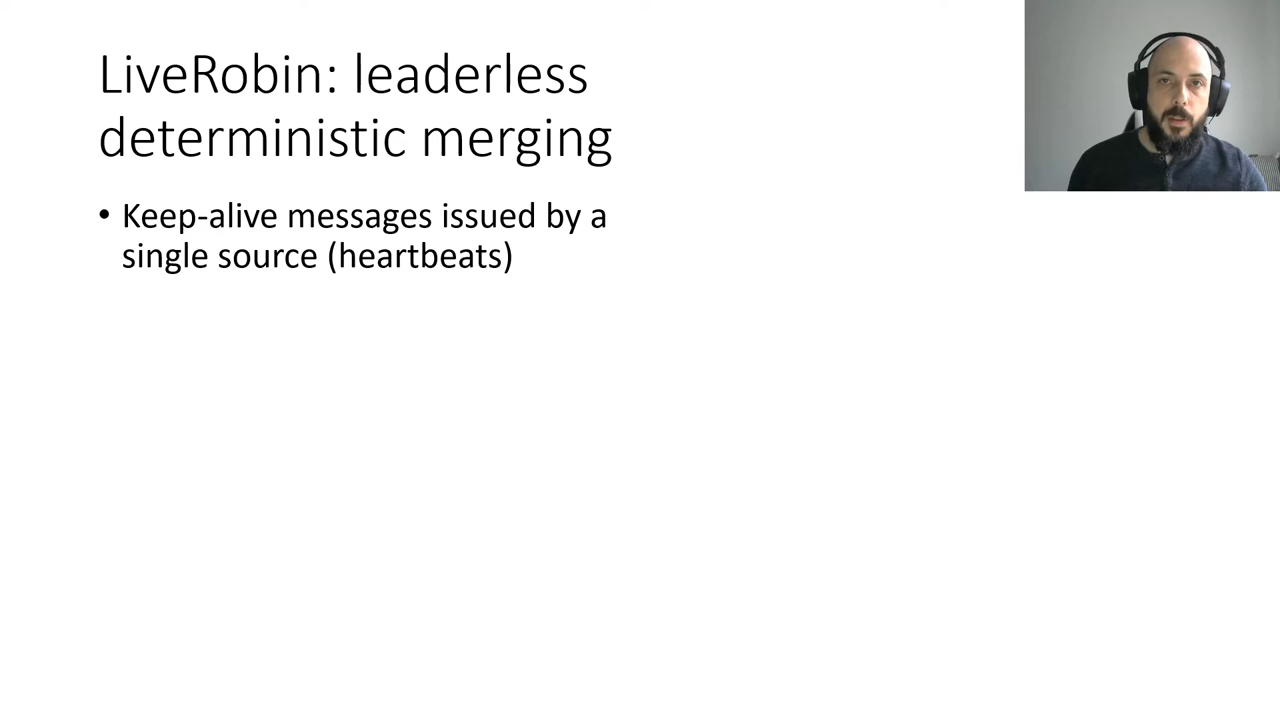 LiveRobin: leaderless
deterministic merging
• Keep-alive messages issued by a
single source (heartbeats)